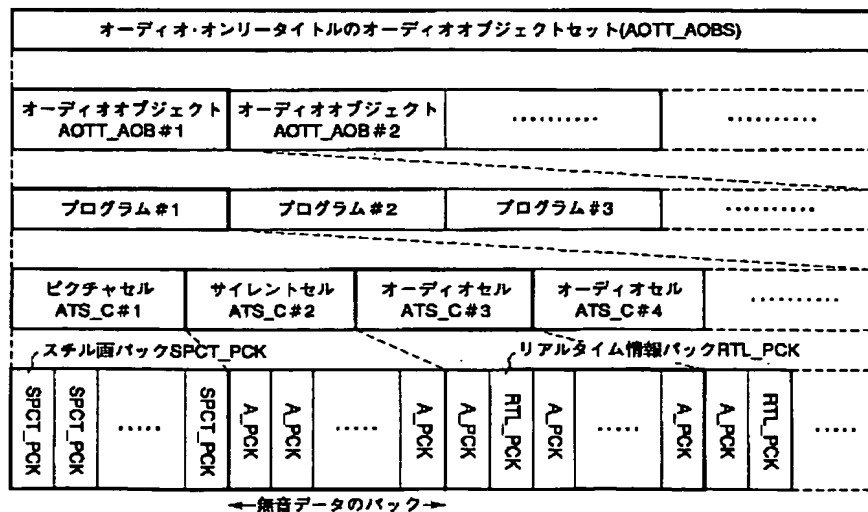 オーディオ・オンリータイトルのオーディオオブジェクトセット(AOTT_AOBS)
オーディオオブジェクト
AOTT_AOB#1
オーディオオブジェクト
AOTT_AOB#2
‥‥‥‥‥
‥‥‥‥‥
プログラム#1
プログラム#2
プログラム#3
‥‥‥‥‥
ピクチャセル
ATS_C#1
サイレントセル
ATS_C#2
オーディオセル
ATS_C#3
オーディオセル
ATS_C#4
‥‥‥‥‥
スチル画パックSPCT_PCK
リアルタイム情報パックRTL_PCK
SPCT_PCK
SPCT_PCK
‥‥‥
SPCT_PCK
A_PCK
A_PCK
‥‥‥
A_PCK
A_PCK
RTL_PCK
A_PCK
‥‥‥
A_PCK
A_PCK
RTL_PCK
‥‥‥
無音データのパック